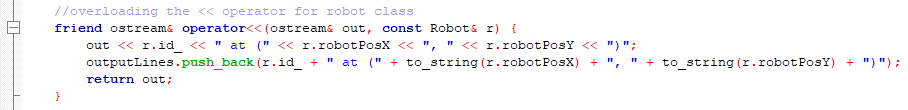 //overloading the << operator for robot class
friend ostream& operator<<(ostream& out, const Robot& r) {
out << r.id_ << " at (" << r.robotPosX << ", " << r.robotPosY << ")";
outputLines.push_back(r.id_ + " at (" + to_string(r.robotPosX) + ", " + to_string(r.robotPosY) + ")");
return out;
}